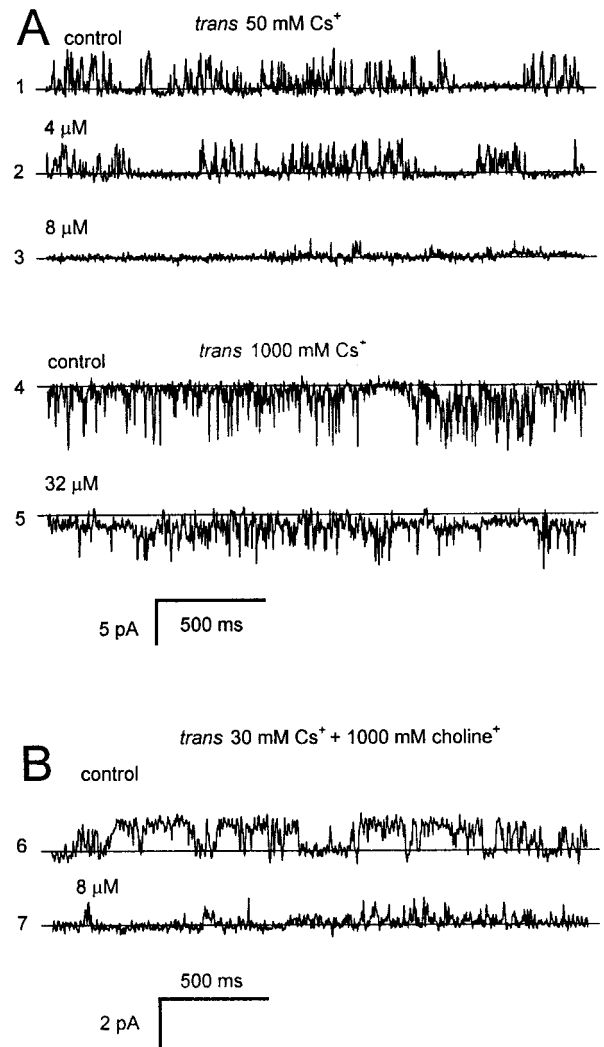 A
trans 50 mM Cs⁺
control
1
4 μM
2
8 μM
3
trans 1000 mM Cs⁺
control
4
32 μM
5
5 pA
500 ms
trans 30 mM Cs⁺ + 1000 mM choline⁺
B
control
6
8 μM
7
500 ms
2 pA